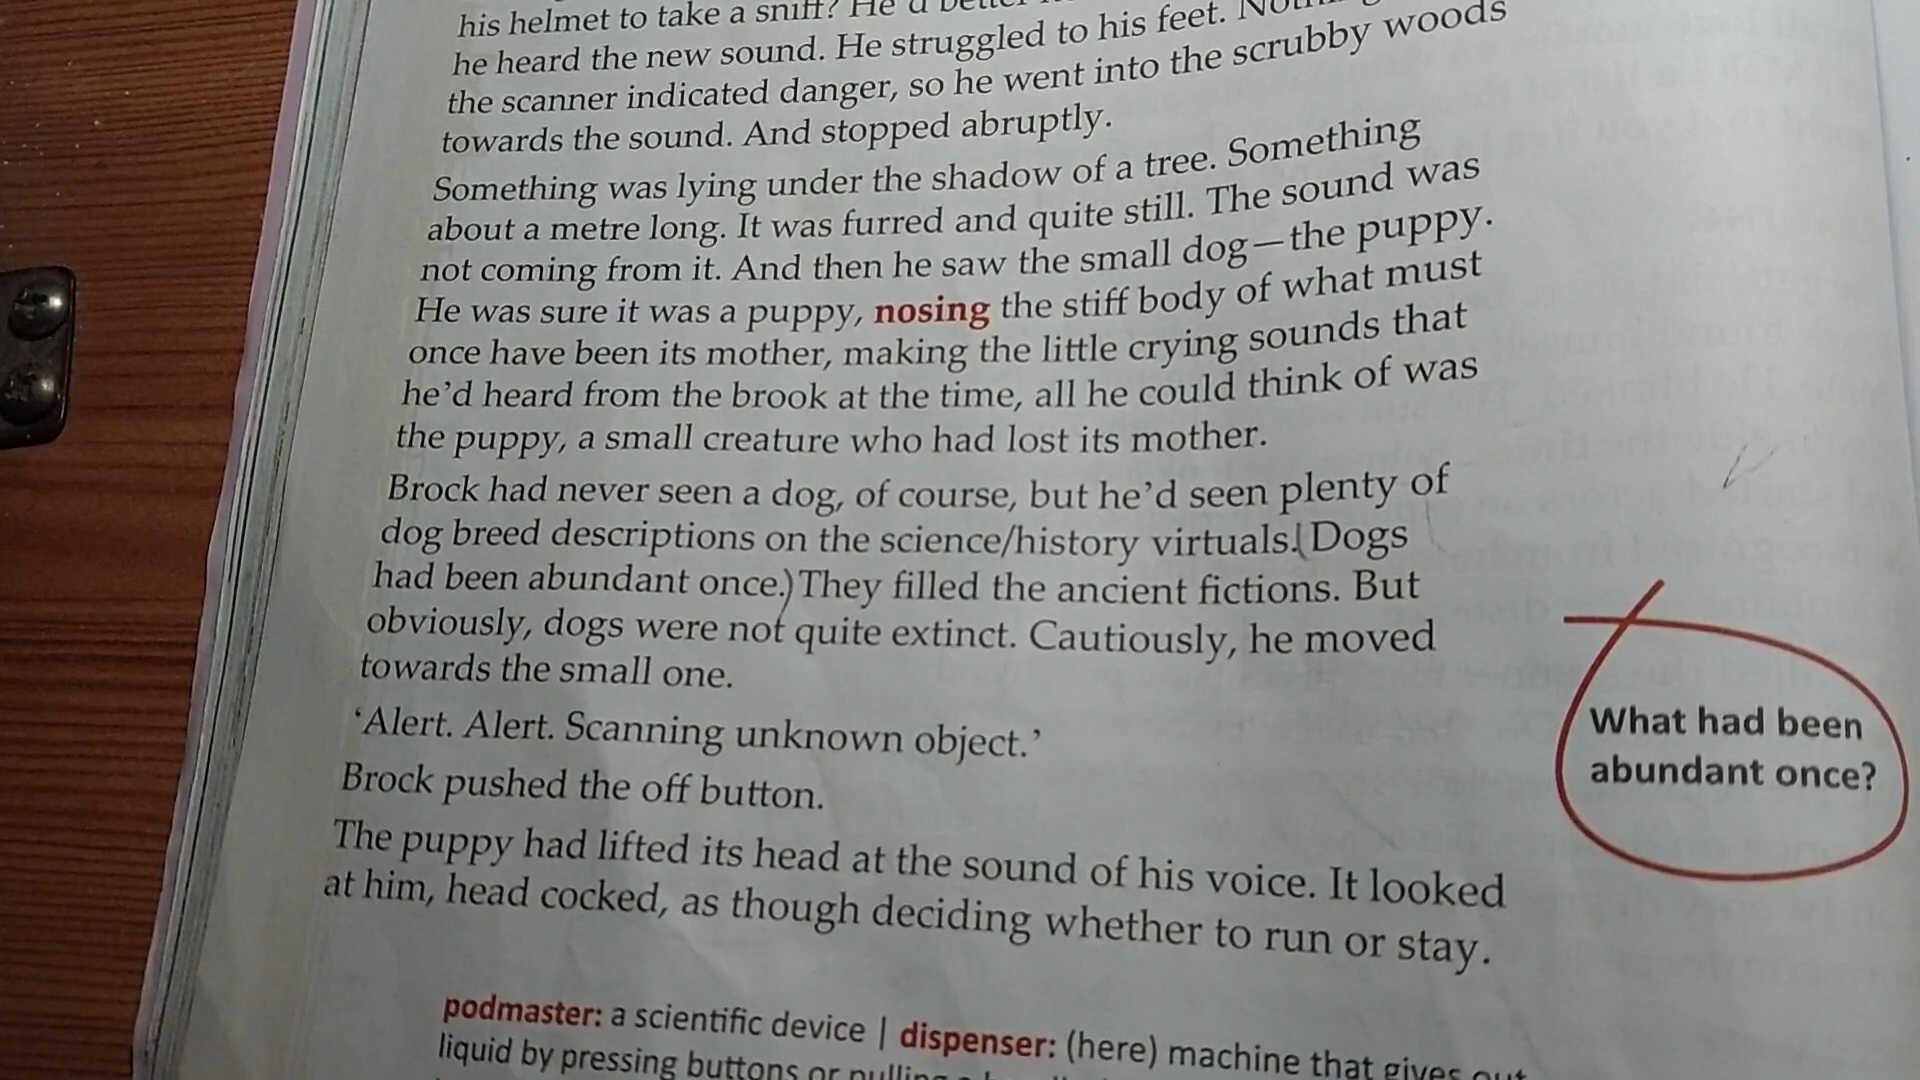 his helmet to take a sniff? He'd better
he heard the new sound. He struggled to his feet.
the scanner indicated danger, so he went into the scrubby woods
towards the sound. And stopped abruptly.
Something was lying under the shadow of a tree. Something
about a metre long. It was furred and quite still. The sound was
not coming from it. And then he saw the small dog—the puppy.
He was sure it was a puppy, nosing the stiff body of what must
once have been its mother, making the little crying sounds that
he'd heard from the brook at the time, all he could think of was
the puppy, a small creature who had lost its mother.
Brock had never seen a dog, of course, but he'd seen plenty of
dog breed descriptions on the science/history virtuals. (Dogs
had been abundant once.) They filled the ancient fictions. But
obviously, dogs were not quite extinct. Cautiously, he moved
towards the small one.
'Alert. Alert. Scanning unknown object.'
Brock pushed the off button.
The puppy had lifted its head at the sound of his voice. It looked
at him, head cocked, as though deciding whether to run or stay.
What had been
abundant once?
podmaster: a scientific device | dispenser: (here) machine that gives out
liquid by pressing buttons or